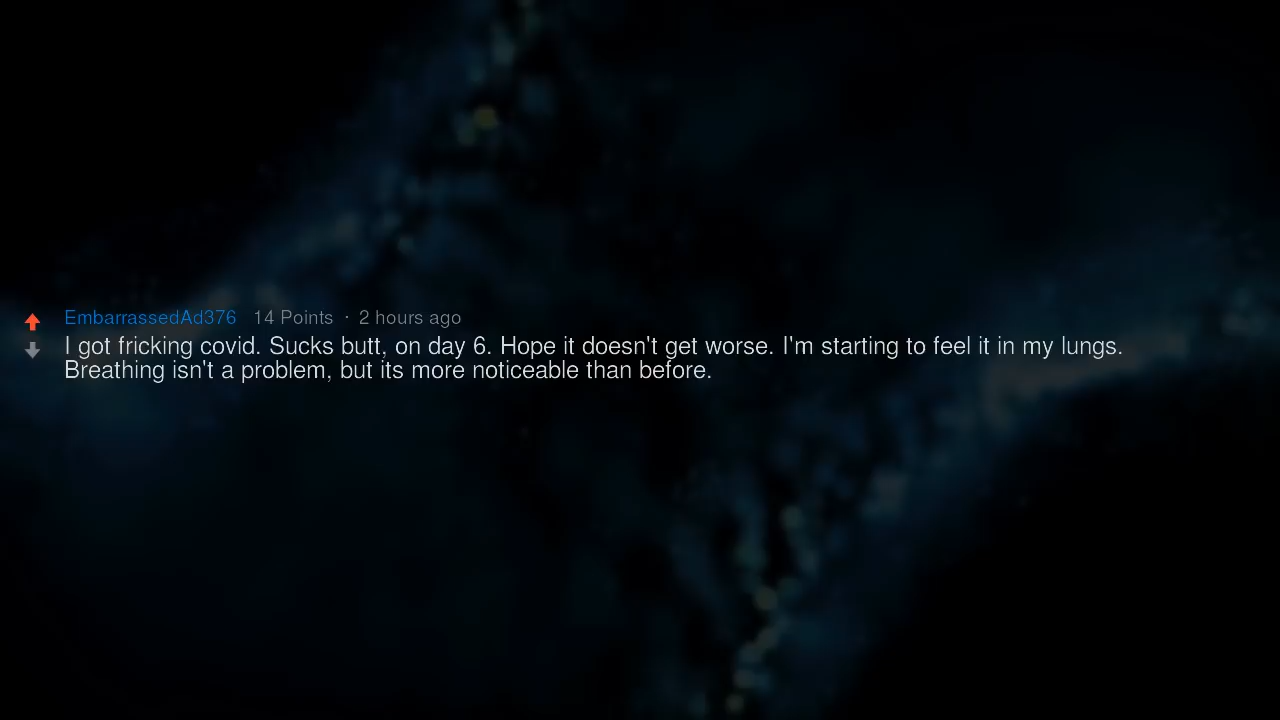 EmbarrassedAd376 14 Points · 2 hours ago
I got fricking covid. Sucks butt, on day 6. Hope it doesn't get worse. I'm starting to feel it in my lungs.
Breathing isn't a problem, but its more noticeable than before.